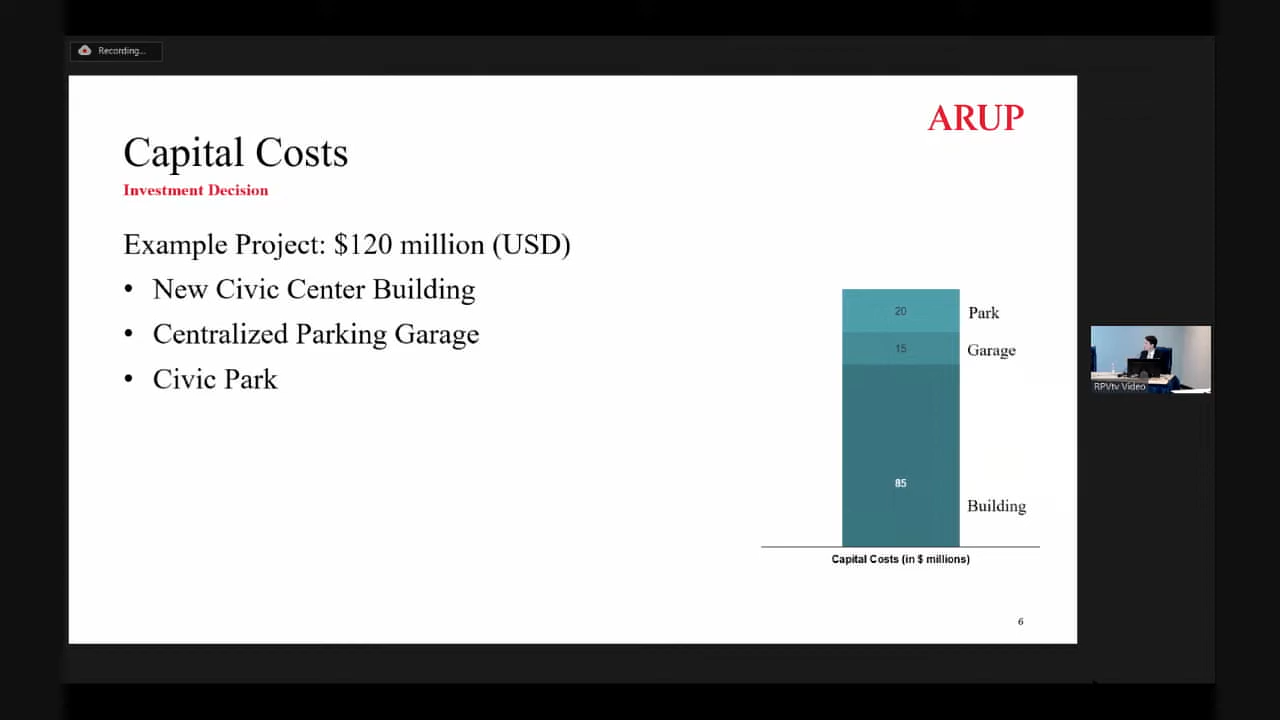 Recording...
ARUP
Capital Costs
Investment Decision
Example Project: $120 million (USD)
• New Civic Center Building
• Centralized Parking Garage
• Civic Park
20
Park
15
Garage
85
Building
Capital Costs (in $ millions)
6
RPVtv Video